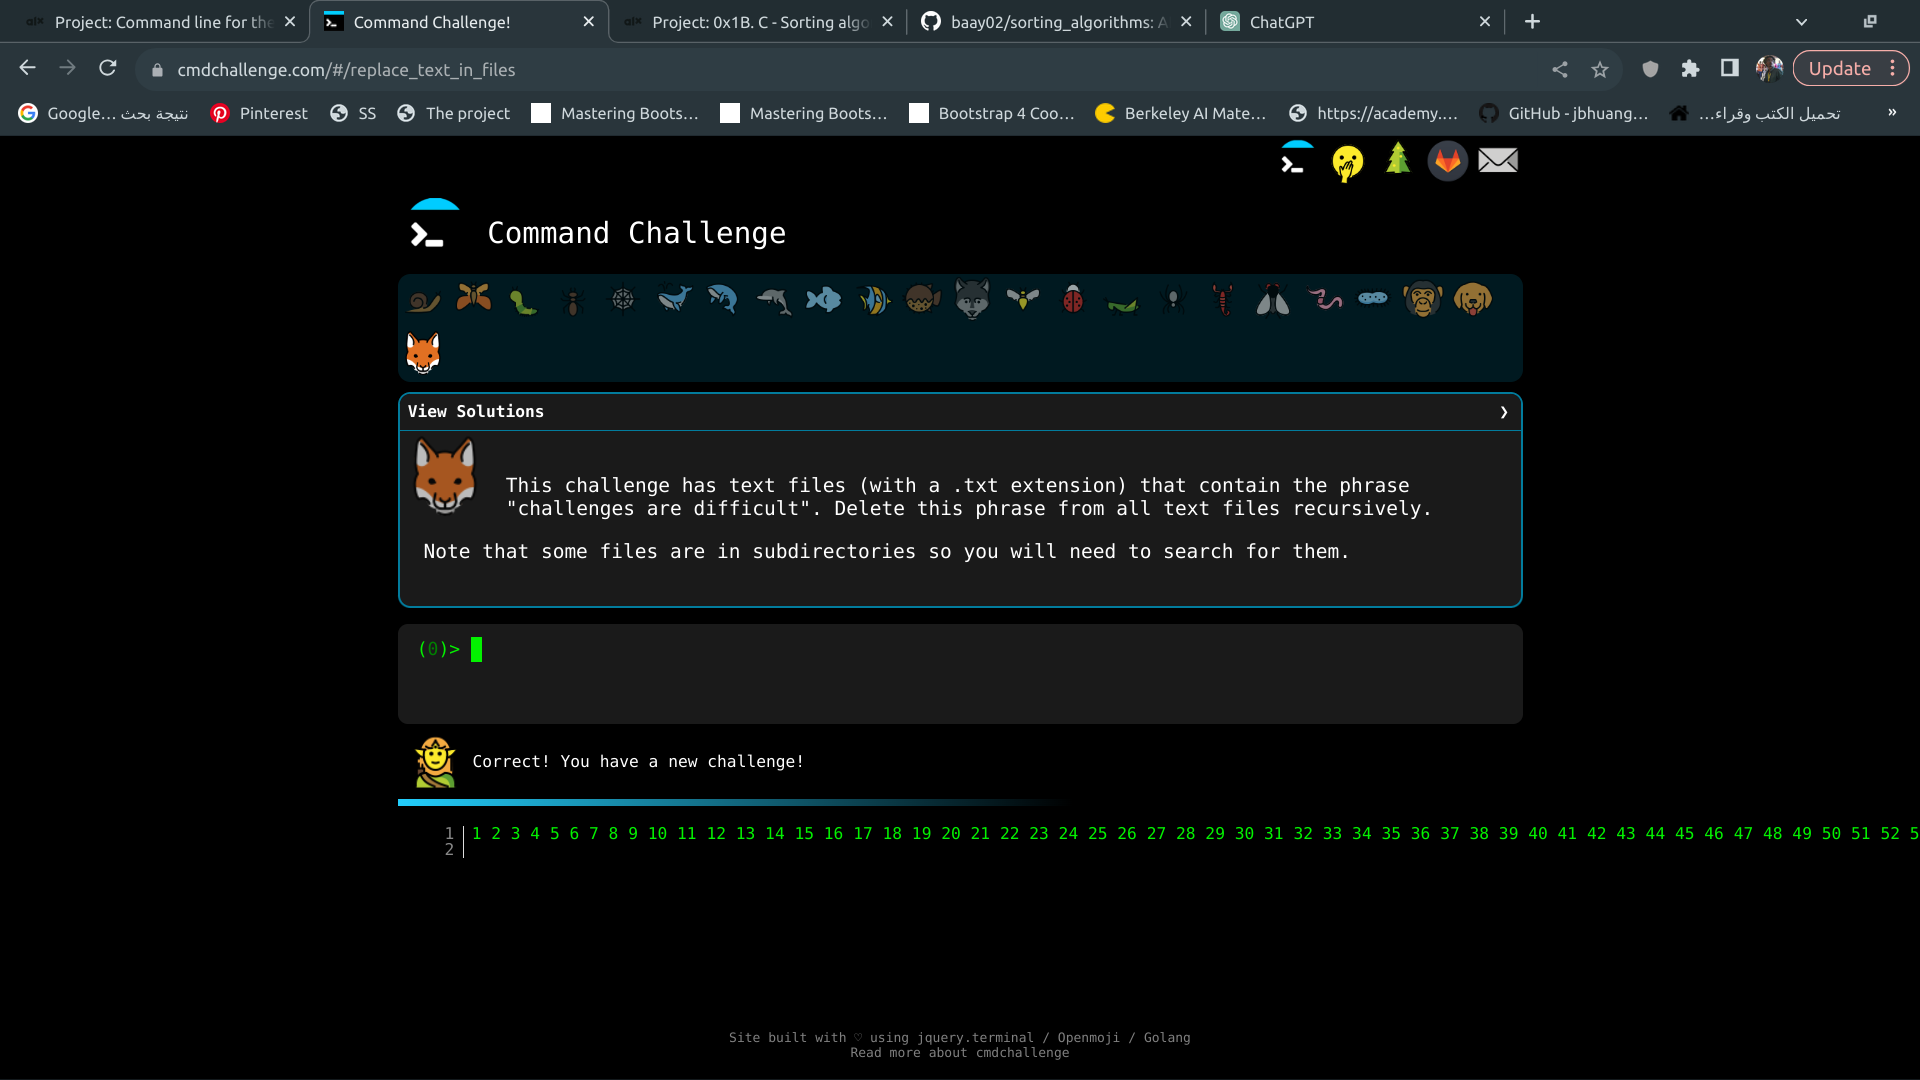 Project: Command line for the
Command Challenge!
Project: 0x1B. C - Sorting algo
baay02/sorting_algorithms: A
ChatGPT
cmdchallenge.com/#/replace_text_in_files
Update
Google… نتيجة بحث
Pinterest
SS
The project
Mastering Boots…
Mastering Boots…
Bootstrap 4 Coo…
Berkeley AI Mate…
https://academy.…
GitHub - jbhuang…
تحميل الكتب وقراء…
»
Command Challenge
View Solutions
This challenge has text files (with a .txt extension) that contain the phrase
"challenges are difficult". Delete this phrase from all text files recursively.
Note that some files are in subdirectories so you will need to search for them.
(0)>
Correct! You have a new challenge!
1 1 2 3 4 5 6 7 8 9 10 11 12 13 14 15 16 17 18 19 20 21 22 23 24 25 26 27 28 29 30 31 32 33 34 35 36 37 38 39 40 41 42 43 44 45 46 47 48 49 50 51 52 5
2
Site built with ♡ using jquery.terminal / Openmoji / Golang
Read more about cmdchallenge